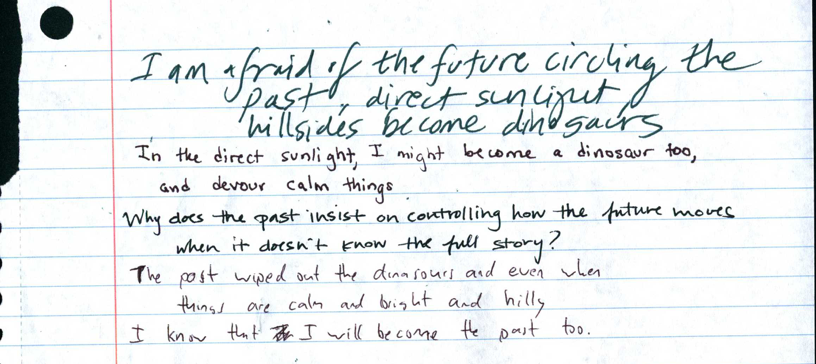 I am afraid of the future circling the
past, direct sunlight
hillsides become dinosaurs
In the direct sunlight, I might become a dinosaur too,
and devour calm things
Why does the past insist on controlling how the future moves
when it doesn't know the full story?
The past wiped out the dinasours and even when
things are calm and bright and hilly
I know that I will become the past too.